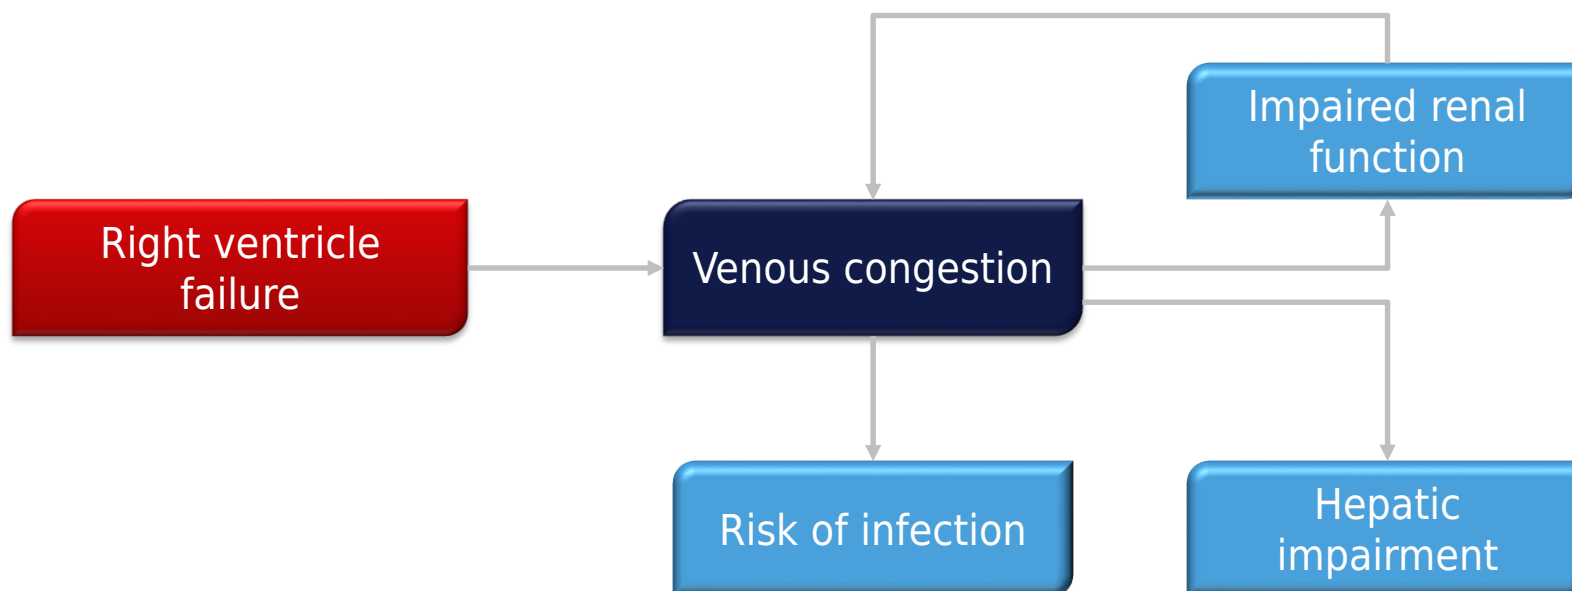 Impaired renal
function
Right ventricle
failure
Venous congestion
Risk of infection
Hepatic
impairment